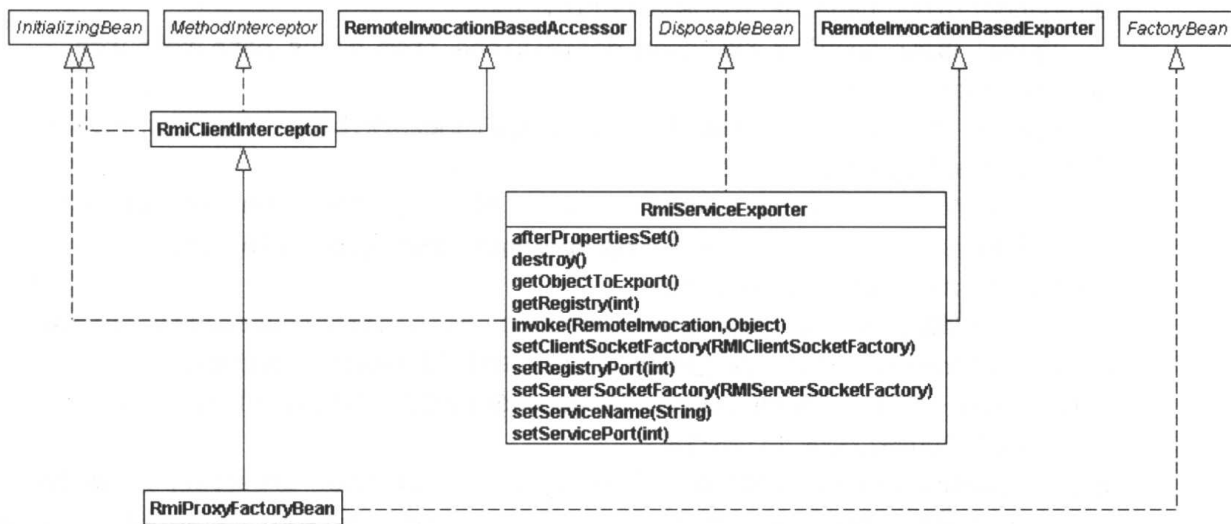 InitializingBean
MethodInterceptor
RemoteInvocationBasedAccessor
DisposableBean
RemoteInvocationBasedExporter
FactoryBean
RmiClientInterceptor
RmiServiceExporter
afterPropertiesSet()
destroy()
getObjectToExport()
getRegistry(int)
invoke(RemoteInvocation,Object)
setClientSocketFactory(RMIClientSocketFactory)
setRegistryPort(int)
setServerSocketFactory(RMIServerSocketFactory)
setServiceName(String)
setServicePort(int)
RmiProxyFactoryBean